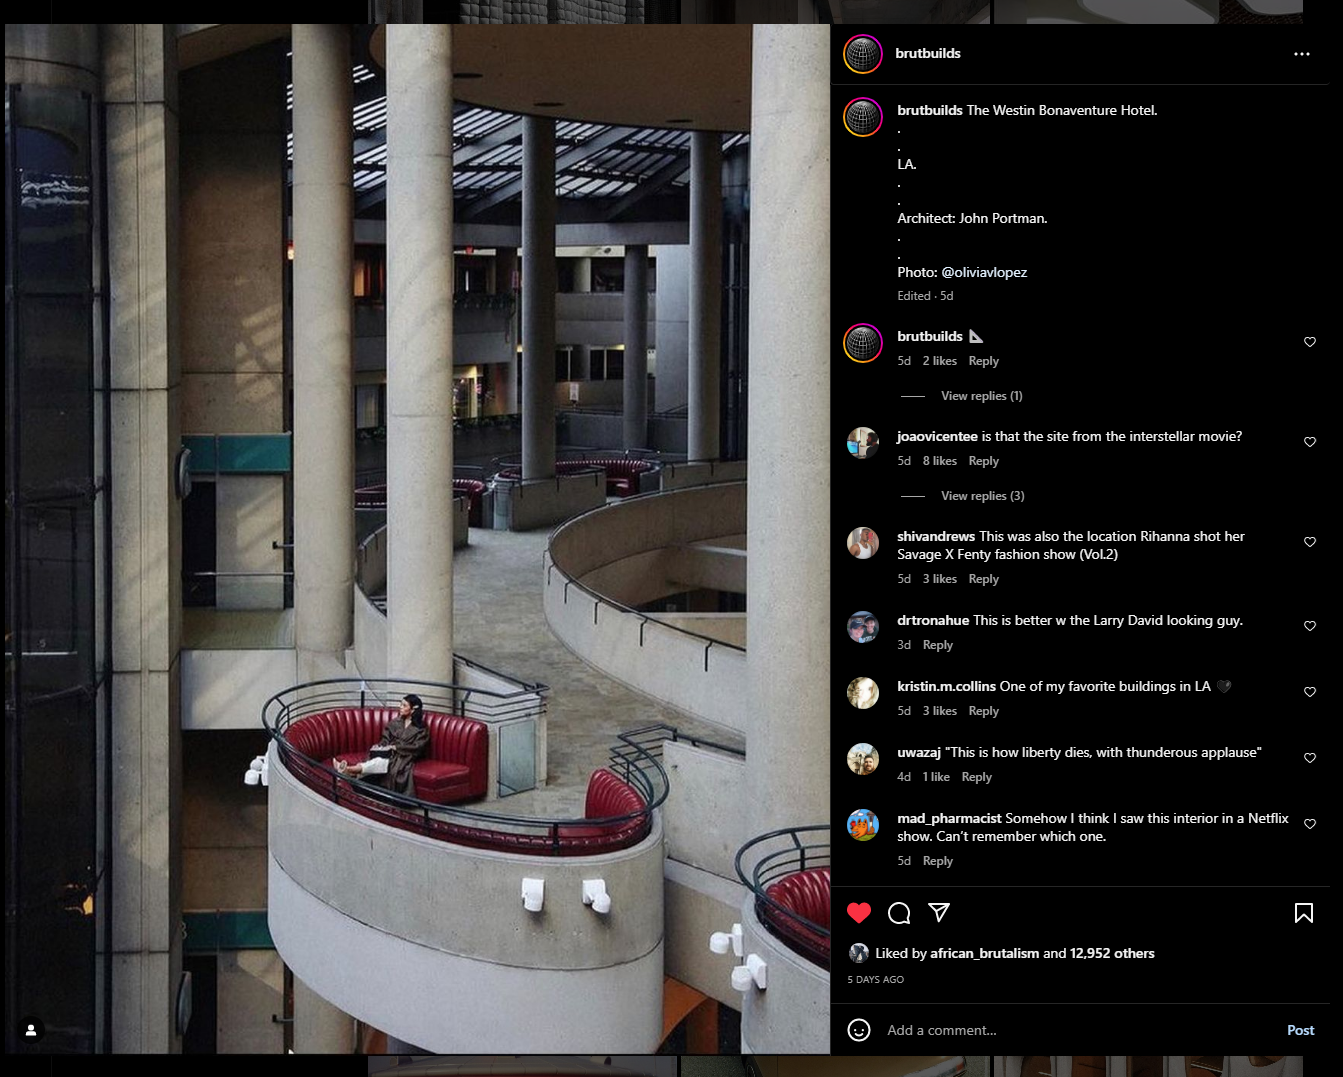 brutbuilds
brutbuilds The Westin Bonaventure Hotel.
.
.
LA.
.
.
Architect: John Portman.
.
.
Photo: @oliviavlopez
Edited · 5d
brutbuilds 📐
5d 2 likes Reply
View replies (1)
joaovicentee is that the site from the interstellar movie?
5d 8 likes Reply
View replies (3)
shivandrews This was also the location Rihanna shot her
Savage X Fenty fashion show (Vol.2)
5d 3 likes Reply
drtronahue This is better w the Larry David looking guy.
3d Reply
kristin.m.collins One of my favorite buildings in LA 🖤
5d 3 likes Reply
uwazaj "This is how liberty dies, with thunderous applause"
4d 1 like Reply
mad_pharmacist Somehow I think I saw this interior in a Netflix
show. Can't remember which one.
5d Reply
Liked by african_brutalism and 12,952 others
5 DAYS AGO
Add a comment...
Post